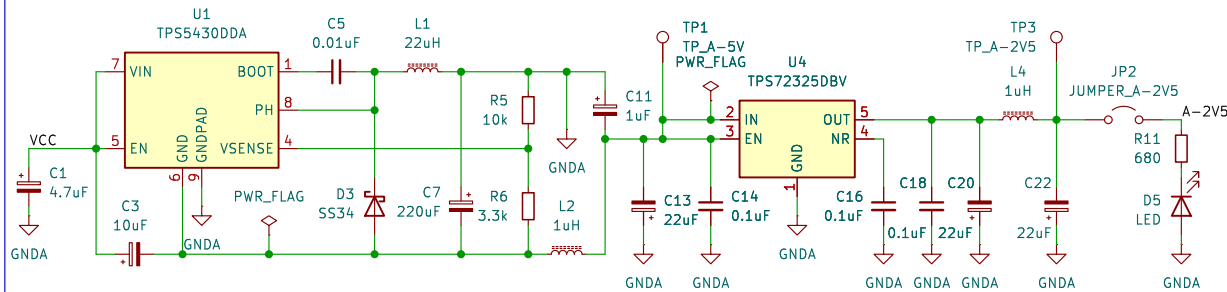 U1
TPS5430DDA
7
VIN
BOOT
1
PH
8
5
EN
VSENSE
4
GND
6
GNDPAD
9
VCC
C1
4.7uF
GNDA
C3
10uF
GNDA
PWR_FLAG
C5
0.01uF
L1
22uH
D3
SS34
C7
220uF
R5
10k
R6
3.3k
GNDA
L2
1uH
C11
1uF
TP1
TP_A-5V
PWR_FLAG
U4
TPS72325DBV
2
IN
3
EN
OUT
5
NR
4
GND
1
C13
22uF
GNDA
C14
0.1uF
GNDA
GNDA
C16
0.1uF
GNDA
C18
0.1uF
GNDA
C20
22uF
GNDA
L4
1uH
TP3
TP_A-2V5
C22
22uF
GNDA
JP2
JUMPER_A-2V5
A-2V5
R11
680
D5
LED
GNDA